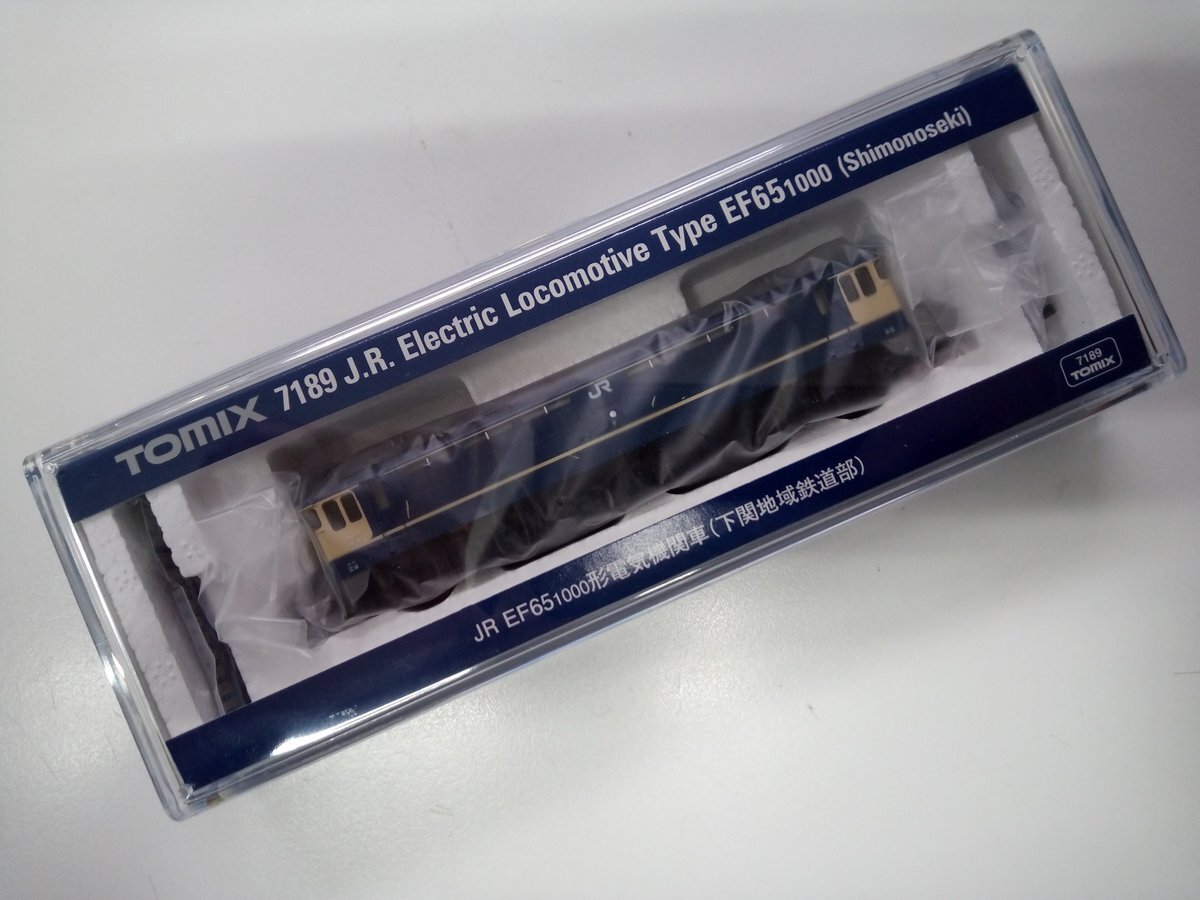 TOMIX 7189 J.R. Electric Locomotive Type EF651000 (Shimonoseki)
JR
JR EF651000形電気機関車(下関地域鉄道部)
7189
TOMIX